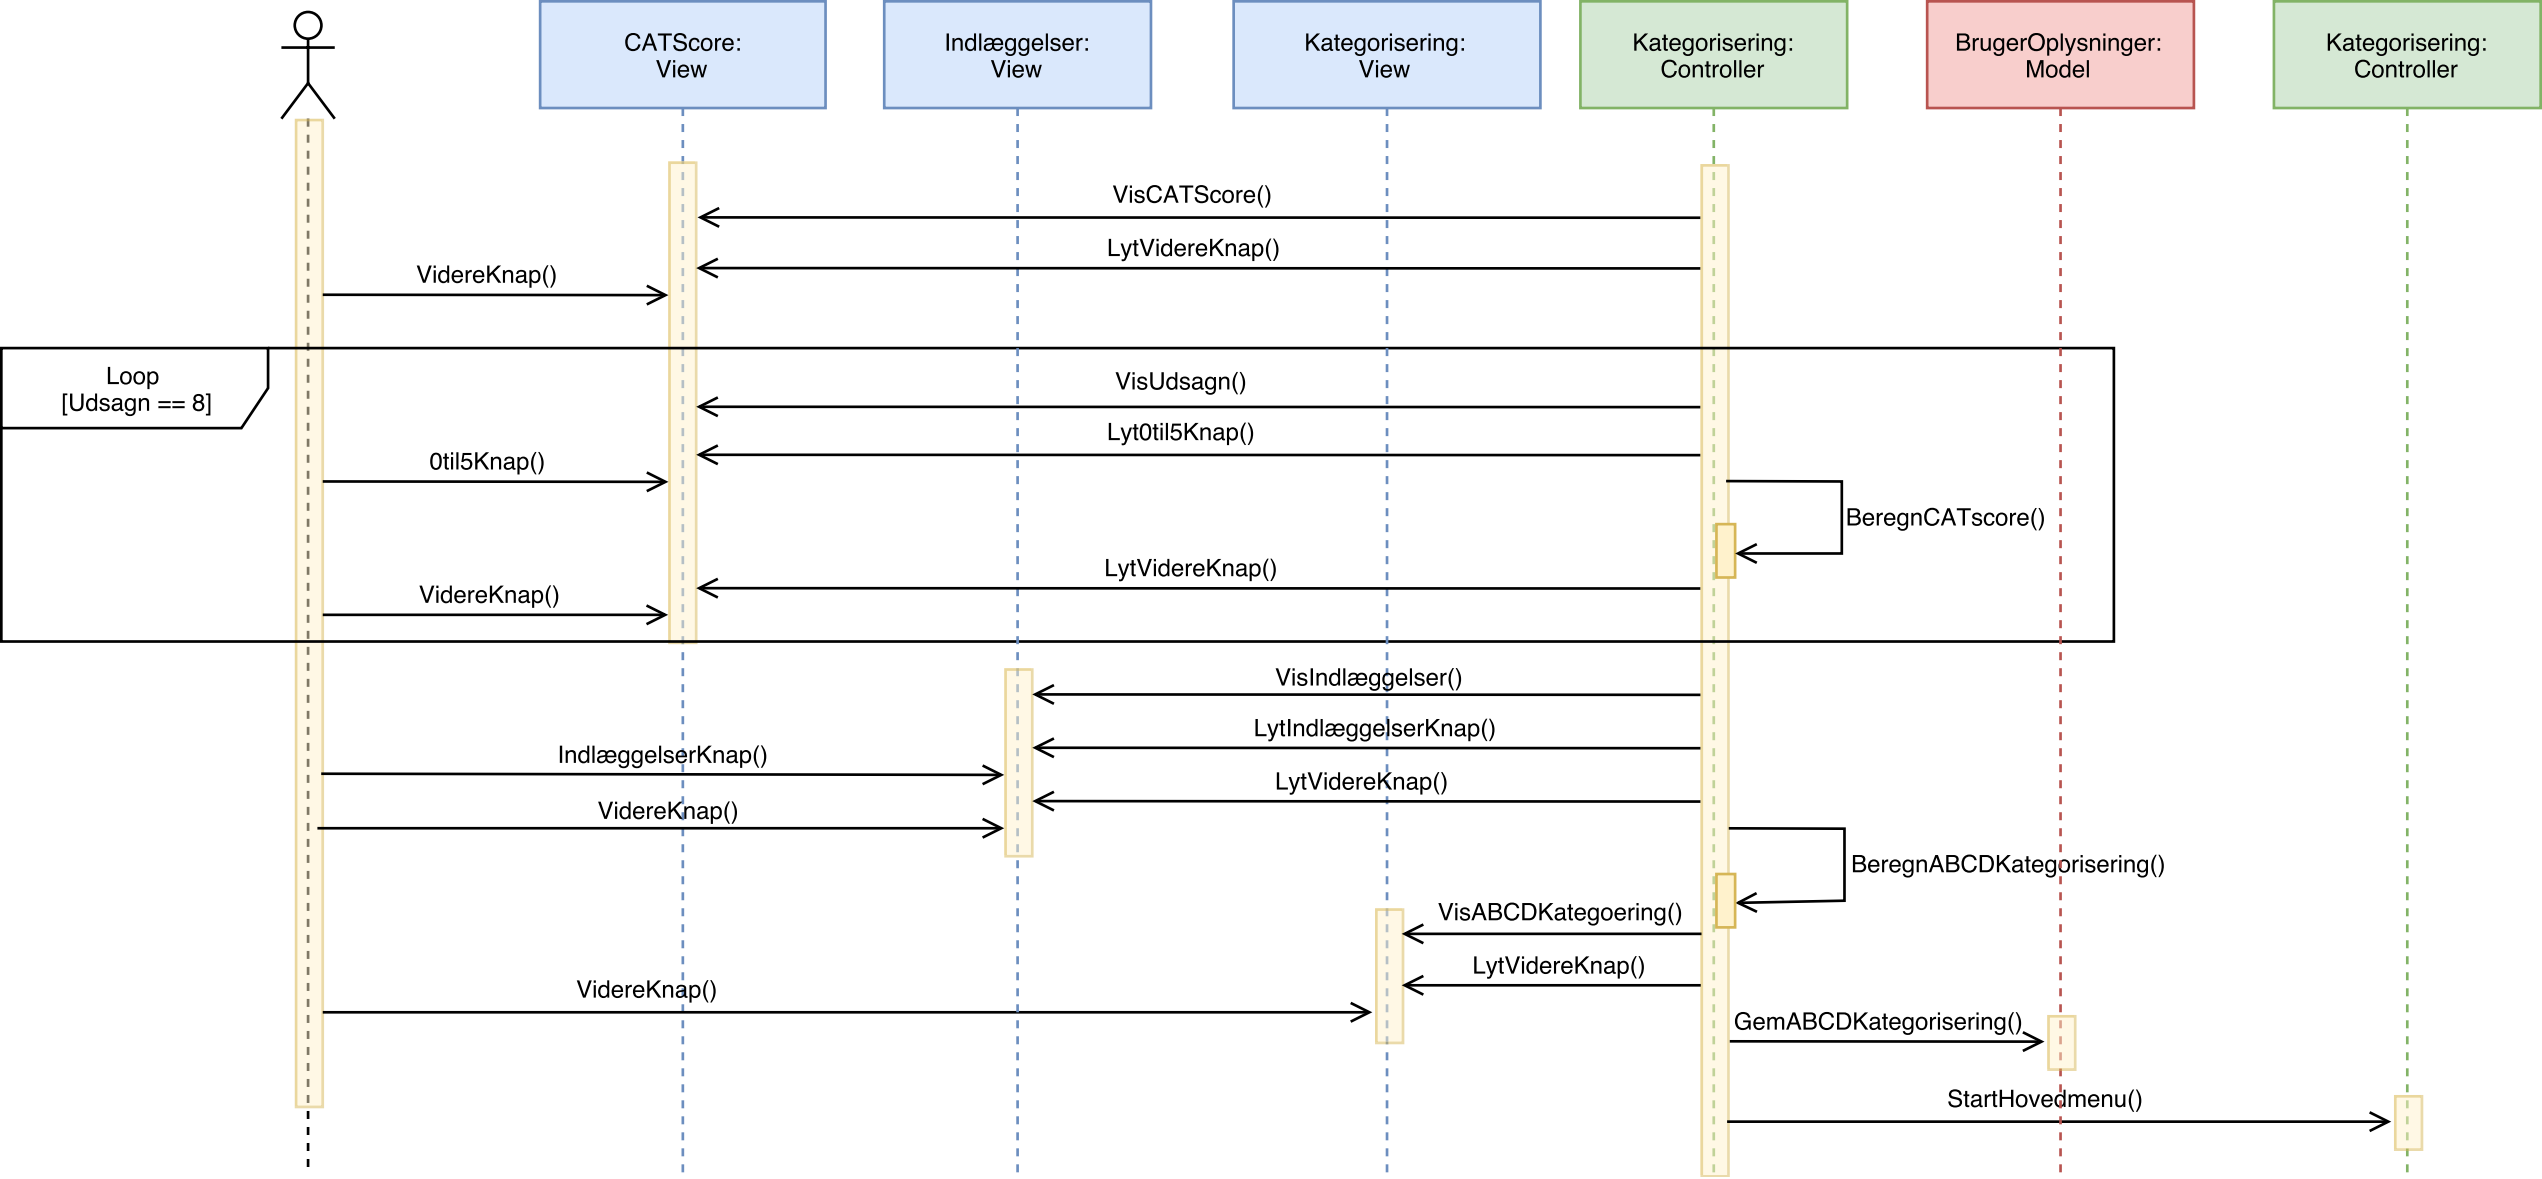 CATScore:
View
Indlæggelser:
View
Kategorisering:
View
Kategorisering:
Controller
BrugerOplysninger:
Model
Kategorisering:
Controller
VisCATScore()
LytVidereKnap()
VidereKnap()
Loop
[Udsagn == 8]
VisUdsagn()
Lyt0til5Knap()
0til5Knap()
BeregnCATscore()
LytVidereKnap()
VidereKnap()
VisIndlæggelser()
LytIndlæggelserKnap()
IndlæggelserKnap()
LytVidereKnap()
VidereKnap()
BeregnABCDKategorisering()
VisABCDKategoering()
LytVidereKnap()
VidereKnap()
GemABCDKategorisering()
StartHovedmenu()